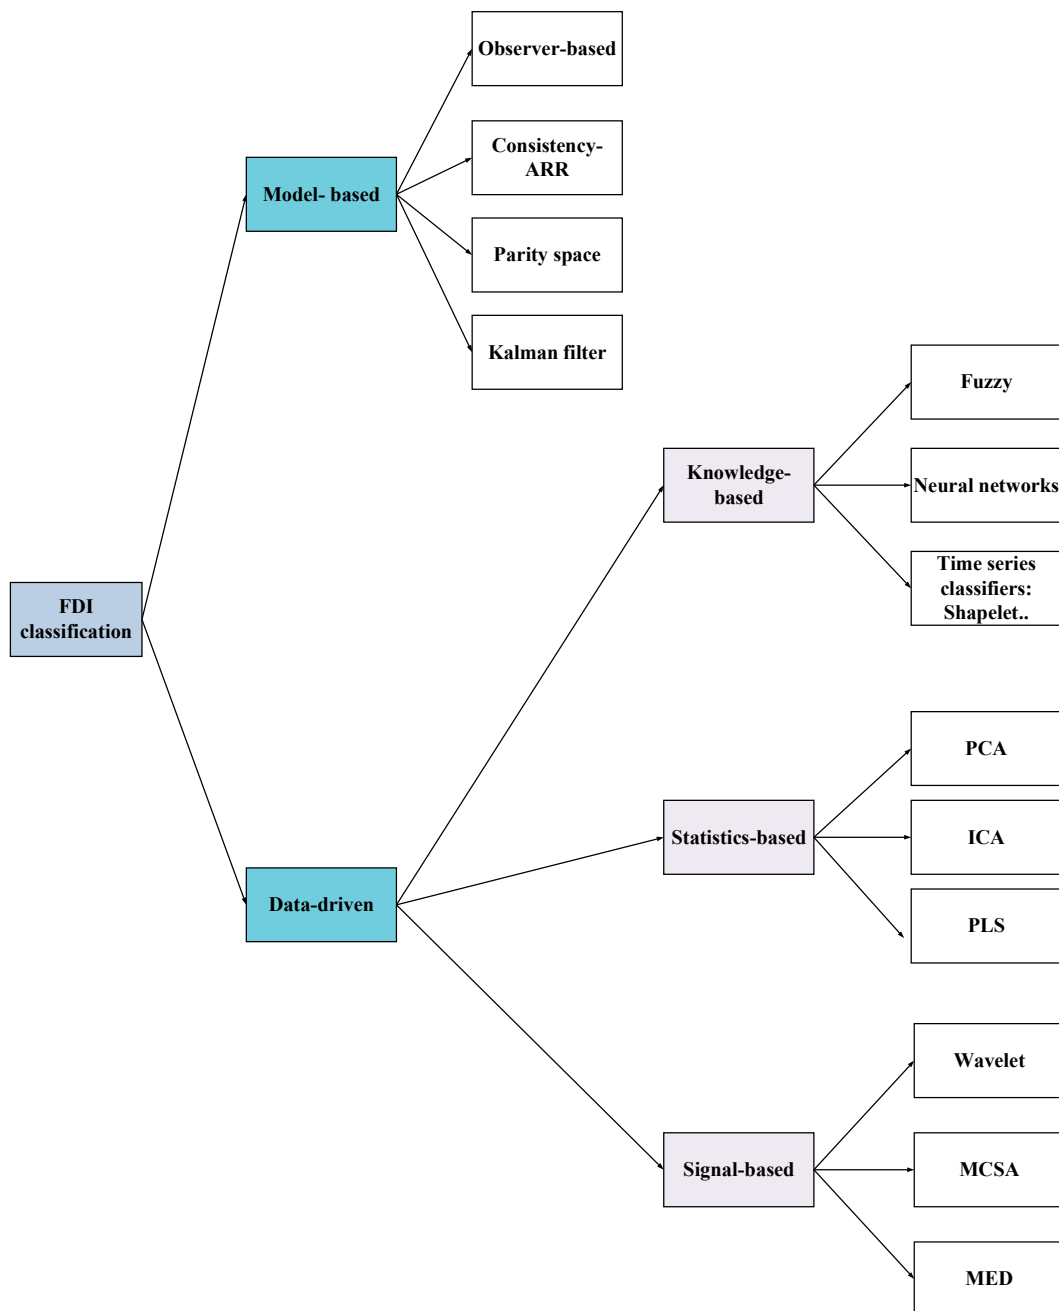 Observer-based
Consistency-
ARR
Model- based
Parity space
Kalman filter
Fuzzy
Knowledge-
based
Neural networks
Time series
classifiers:
Shapelet..
FDI
classification
PCA
Statistics-based
ICA
Data-driven
PLS
Wavelet
Signal-based
MCSA
MED